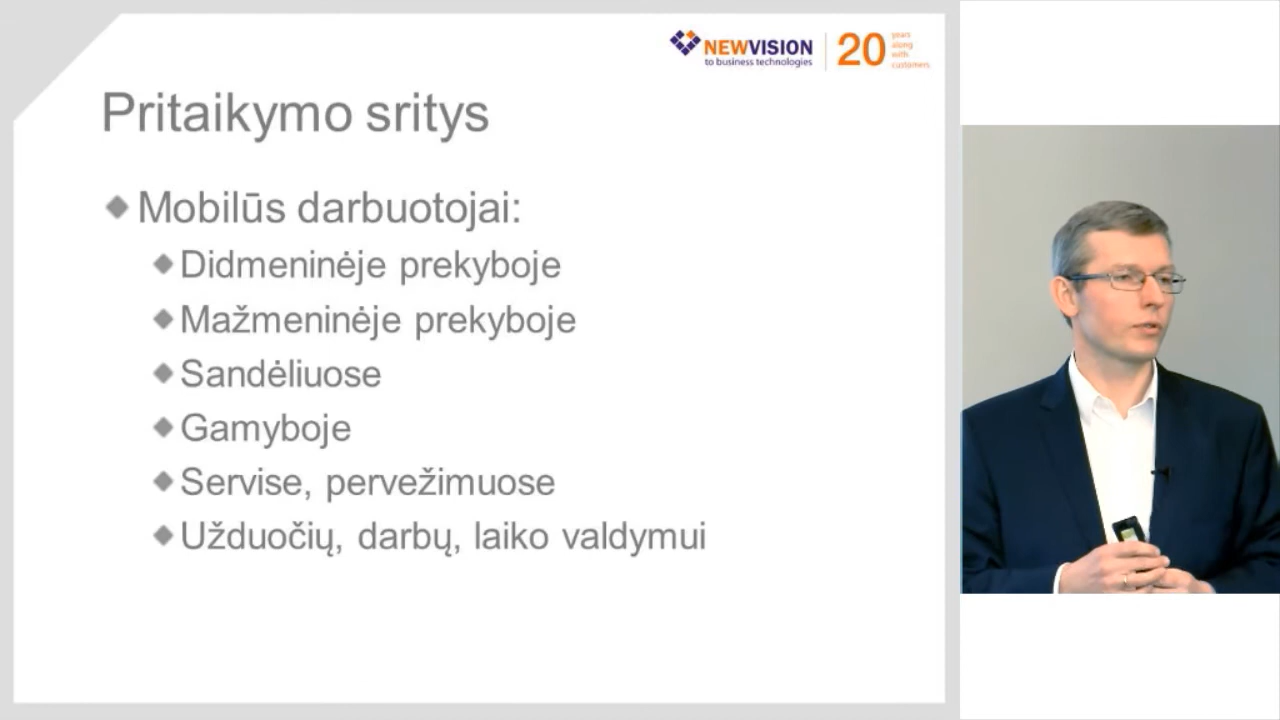 NEWVISION
to business technologies
20
years
along
with
customers
Pritaikymo sritys
Mobilūs darbuotojai:
Didmeninėje prekyboje
Mažmeninėje prekyboje
Sandėliuose
Gamyboje
Servise, pervežimuose
Užduočių, darbų, laiko valdymui